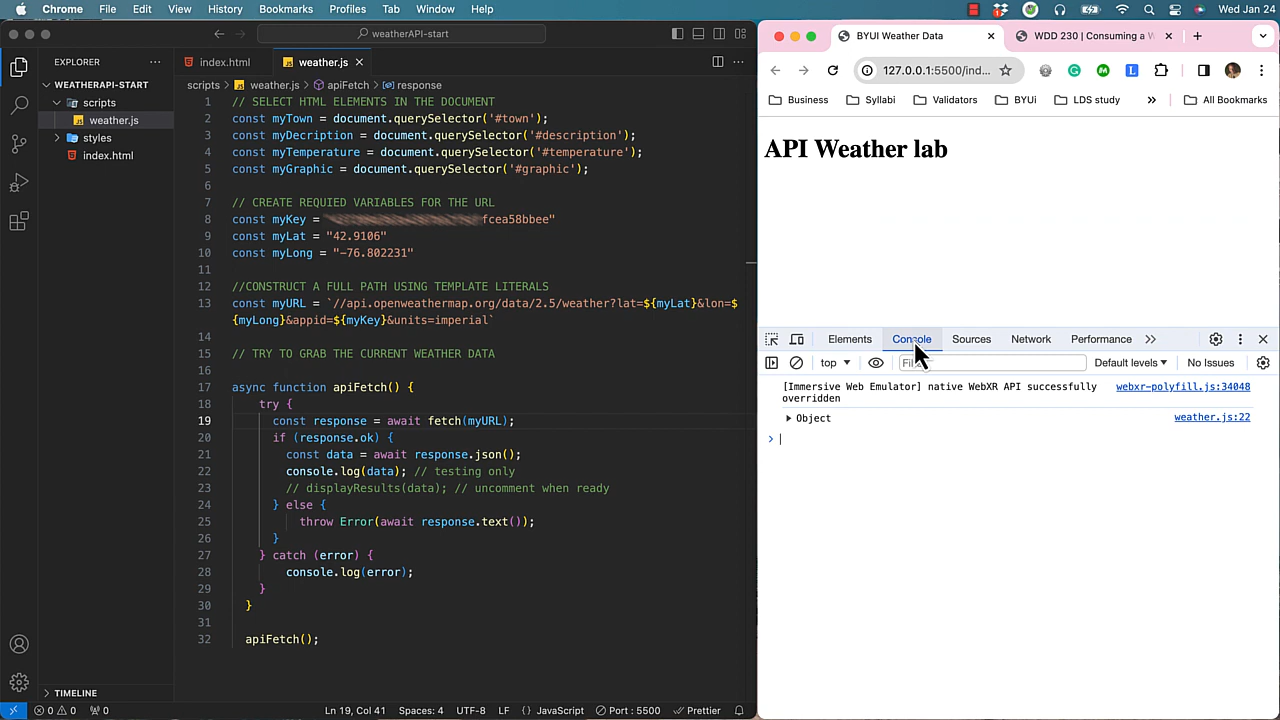 Chrome File Edit View History Bookmarks Profiles Tab Window Help Wed Jan 24
weatherAPI-start
EXPLORER
WEATHERAPI-START
scripts
weather.js
styles
index.html
TIMELINE
index.html weather.js
scripts > weather.js > apiFetch > response
1 // SELECT HTML ELEMENTS IN THE DOCUMENT
2 const myTown = document.querySelector('#town');
3 const myDecription = document.querySelector('#description');
4 const myTemperature = document.querySelector('#temperature');
5 const myGraphic = document.querySelector('#graphic');
6
7 // CREATE REQUIED VARIABLES FOR THE URL
8 const myKey = fcea58bbee"
9 const myLat = "42.9106"
10 const myLong = "-76.802231"
11
12 //CONSTRUCT A FULL PATH USING TEMPLATE LITERALS
13 const myURL = `//api.openweathermap.org/data/2.5/weather?lat=${myLat}&lon=$
{myLong}&appid=${myKey}&units=imperial`
14
15 // TRY TO GRAB THE CURRENT WEATHER DATA
16
17 async function apiFetch() {
18 try {
19 const response = await fetch(myURL);
20 if (response.ok) {
21 const data = await response.json();
22 console.log(data); // testing only
23 // displayResults(data); // uncomment when ready
24 } else {
25 throw Error(await response.text());
26 }
27 } catch (error) {
28 console.log(error);
29 }
30 }
31
32 apiFetch();
0 0 0 Ln 19, Col 41 Spaces: 4 UTF-8 LF {} JavaScript Port : 5500 Prettier
BYUI Weather Data WDD 230 | Consuming a W
127.0.0.1:5500/ind...
Business Syllabi Validators BYUi LDS study » All Bookmarks
API Weather lab
Elements Console Sources Network Performance »
top Default levels No Issues
[Immersive Web Emulator] native WebXR API successfully webxr-polyfill.js:34048
overridden
Object weather.js:22
>